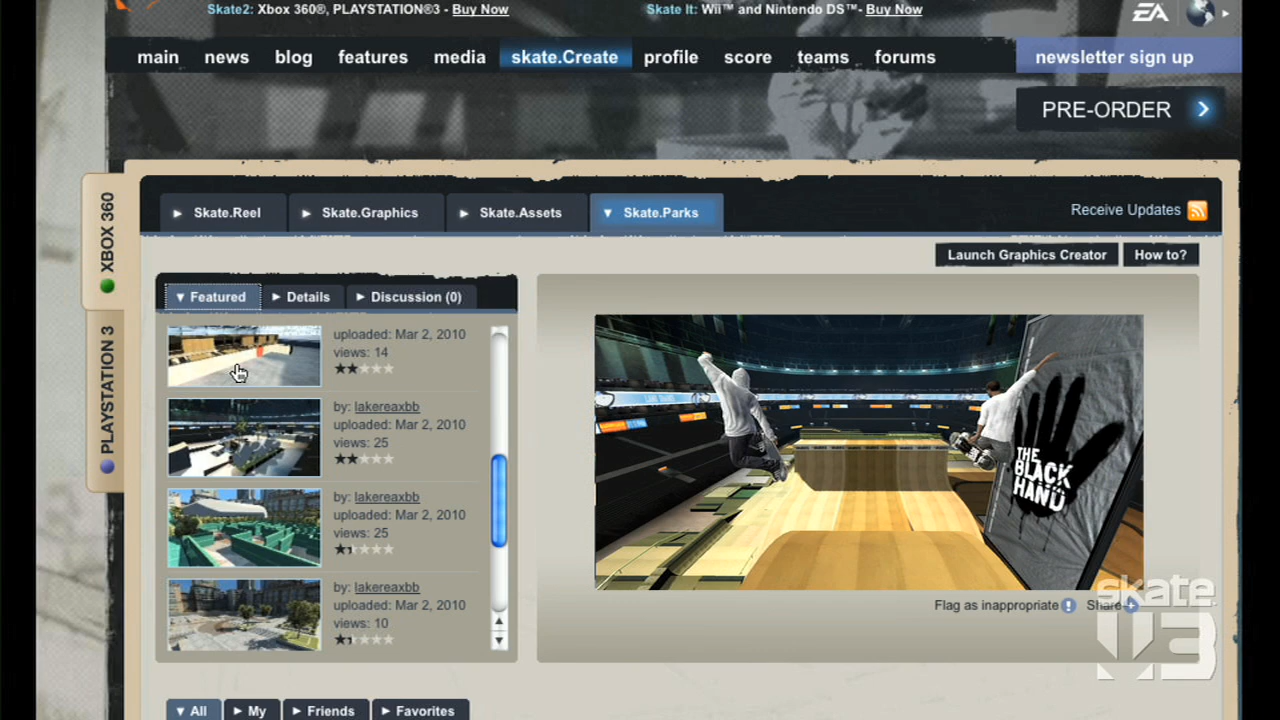 Skate2: Xbox 360®, PLAYSTATION®3 - Buy Now
Skate It: Wii™ and Nintendo DS™- Buy Now
EA
main news blog features media skate.Create profile score teams forums newsletter sign up
PRE-ORDER
XBOX 360
PLAYSTATION 3
Skate.Reel Skate.Graphics Skate.Assets Skate.Parks Receive Updates
Launch Graphics Creator How to?
Featured Details Discussion (0)
uploaded: Mar 2, 2010
views: 14
by: lakereaxbb
uploaded: Mar 2, 2010
views: 25
by: lakereaxbb
uploaded: Mar 2, 2010
views: 25
by: lakereaxbb
uploaded: Mar 2, 2010
views: 10
THE
BLACK
HAND
Flag as inappropriate Share
skate
3
All My Friends Favorites